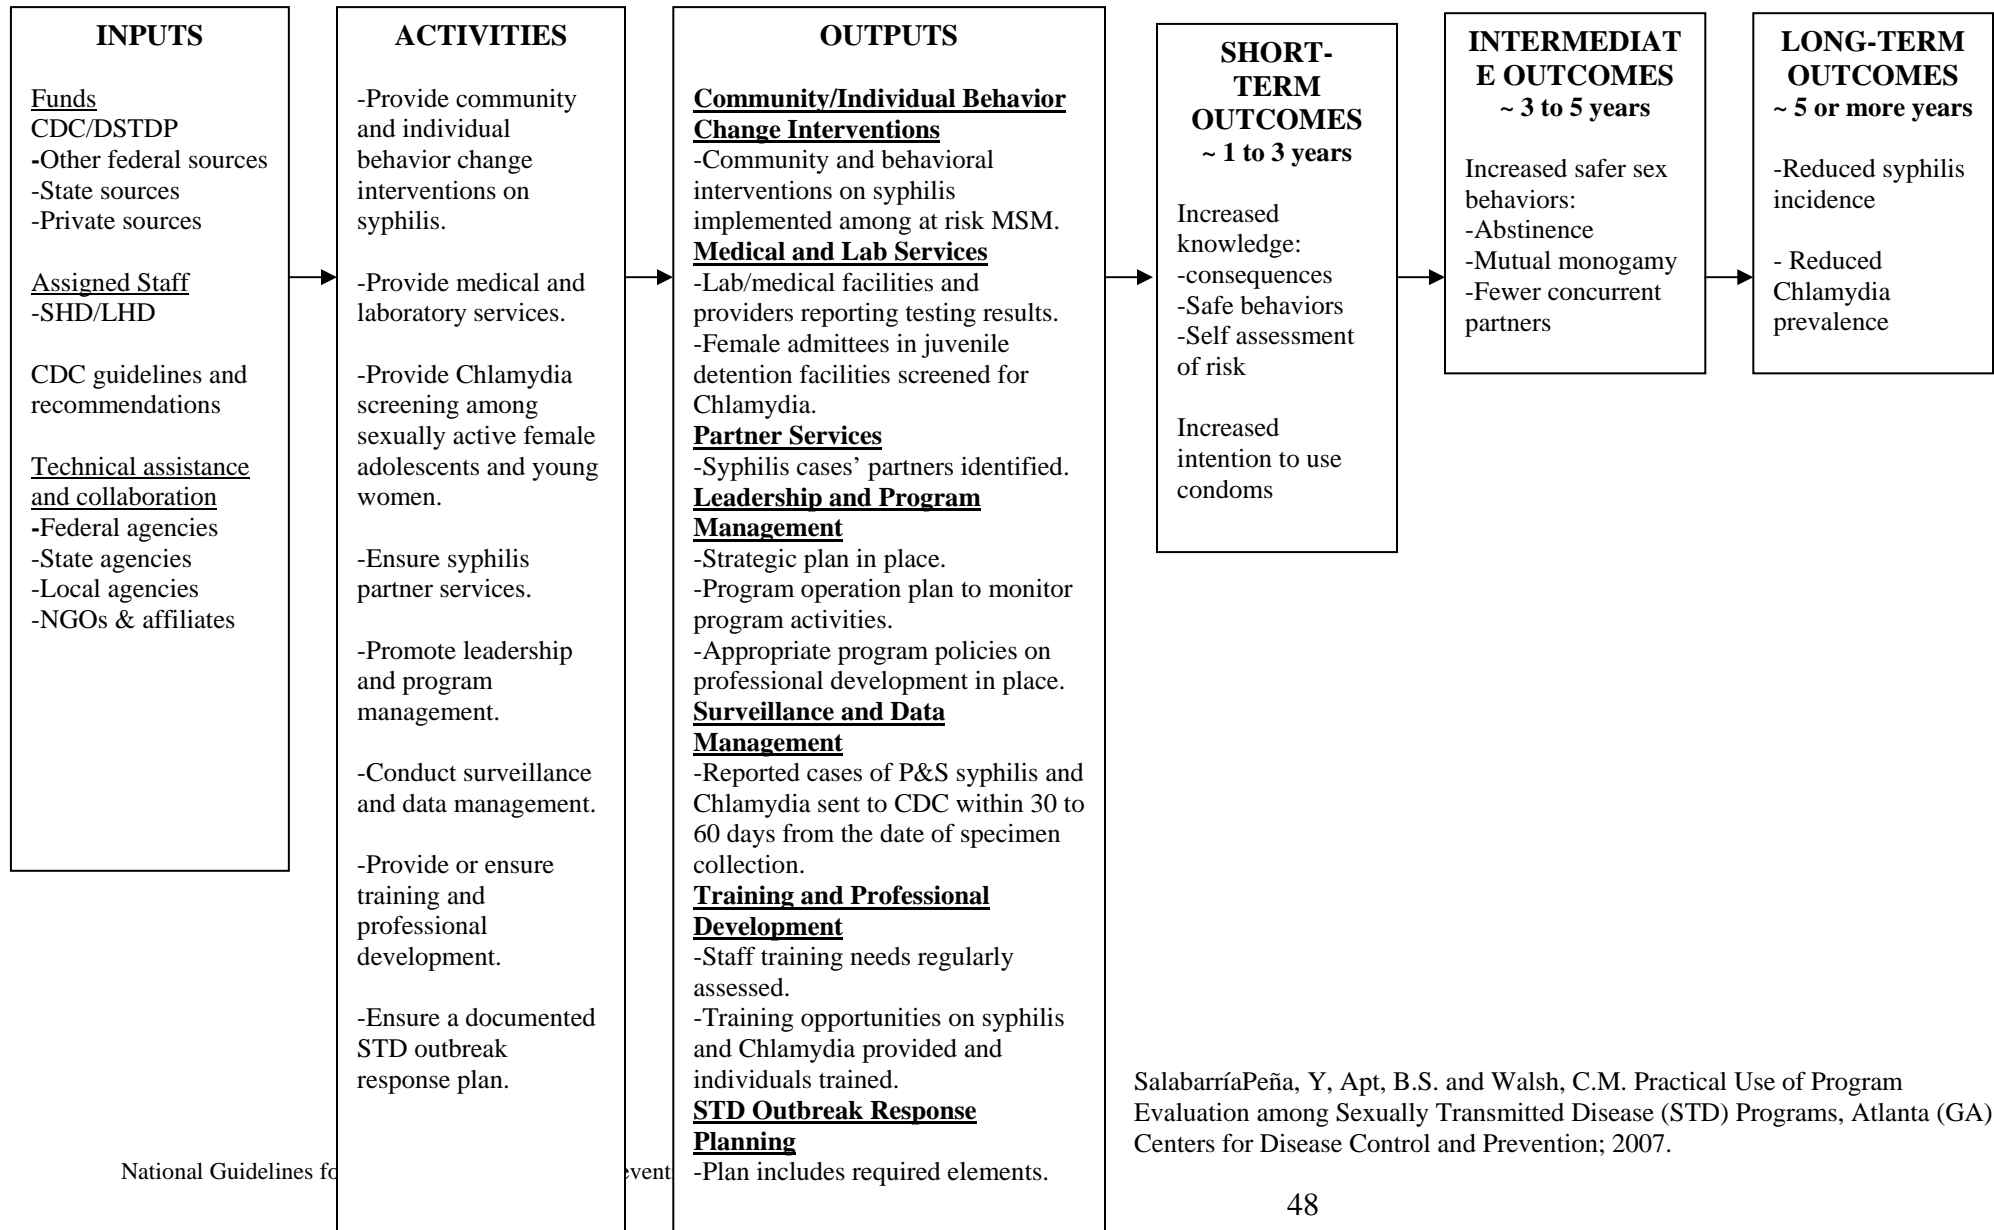 INPUTS
Funds
CDC/DSTDP
-Other federal sources
-State sources
-Private sources
Assigned Staff
-SHD/LHD
CDC guidelines and
recommendations
Technical assistance
and collaboration
-Federal agencies
-State agencies
-Local agencies
-NGOs & affiliates
ACTIVITIES
-Provide community
and individual
behavior change
interventions on
syphilis.
-Provide medical and
laboratory services.
-Provide Chlamydia
screening among
sexually active female
adolescents and young
women.
-Ensure syphilis
partner services.
-Promote leadership
and program
management.
-Conduct surveillance
and data management.
-Provide or ensure
training and
professional
development.
-Ensure a documented
STD outbreak
response plan.
OUTPUTS
Community/Individual Behavior
Change Interventions
-Community and behavioral
interventions on syphilis
implemented among at risk MSM.
Medical and Lab Services
-Lab/medical facilities and
providers reporting testing results.
-Female admittees in juvenile
detention facilities screened for
Chlamydia.
Partner Services
-Syphilis cases’ partners identified.
Leadership and Program
Management
-Strategic plan in place.
-Program operation plan to monitor
program activities.
-Appropriate program policies on
professional development in place.
Surveillance and Data
Management
-Reported cases of P&S syphilis and
Chlamydia sent to CDC within 30 to
60 days from the date of specimen
collection.
Training and Professional
Development
-Staff training needs regularly
assessed.
-Training opportunities on syphilis
and Chlamydia provided and
individuals trained.
STD Outbreak Response
Planning
-Plan includes required elements.
SHORT-
TERM
OUTCOMES
~ 1 to 3 years
Increased
knowledge:
-consequences
-Safe behaviors
-Self assessment
of risk
Increased
intention to use
condoms
INTERMEDIAT
E OUTCOMES
~ 3 to 5 years
Increased safer sex
behaviors:
-Abstinence
-Mutual monogamy
-Fewer concurrent
partners
LONG-TERM
OUTCOMES
~ 5 or more years
-Reduced syphilis
incidence
- Reduced
Chlamydia
prevalence
SalabarríaPeña, Y, Apt, B.S. and Walsh, C.M. Practical Use of Program
Evaluation among Sexually Transmitted Disease (STD) Programs, Atlanta (GA)
Centers for Disease Control and Prevention; 2007.
National Guidelines
48